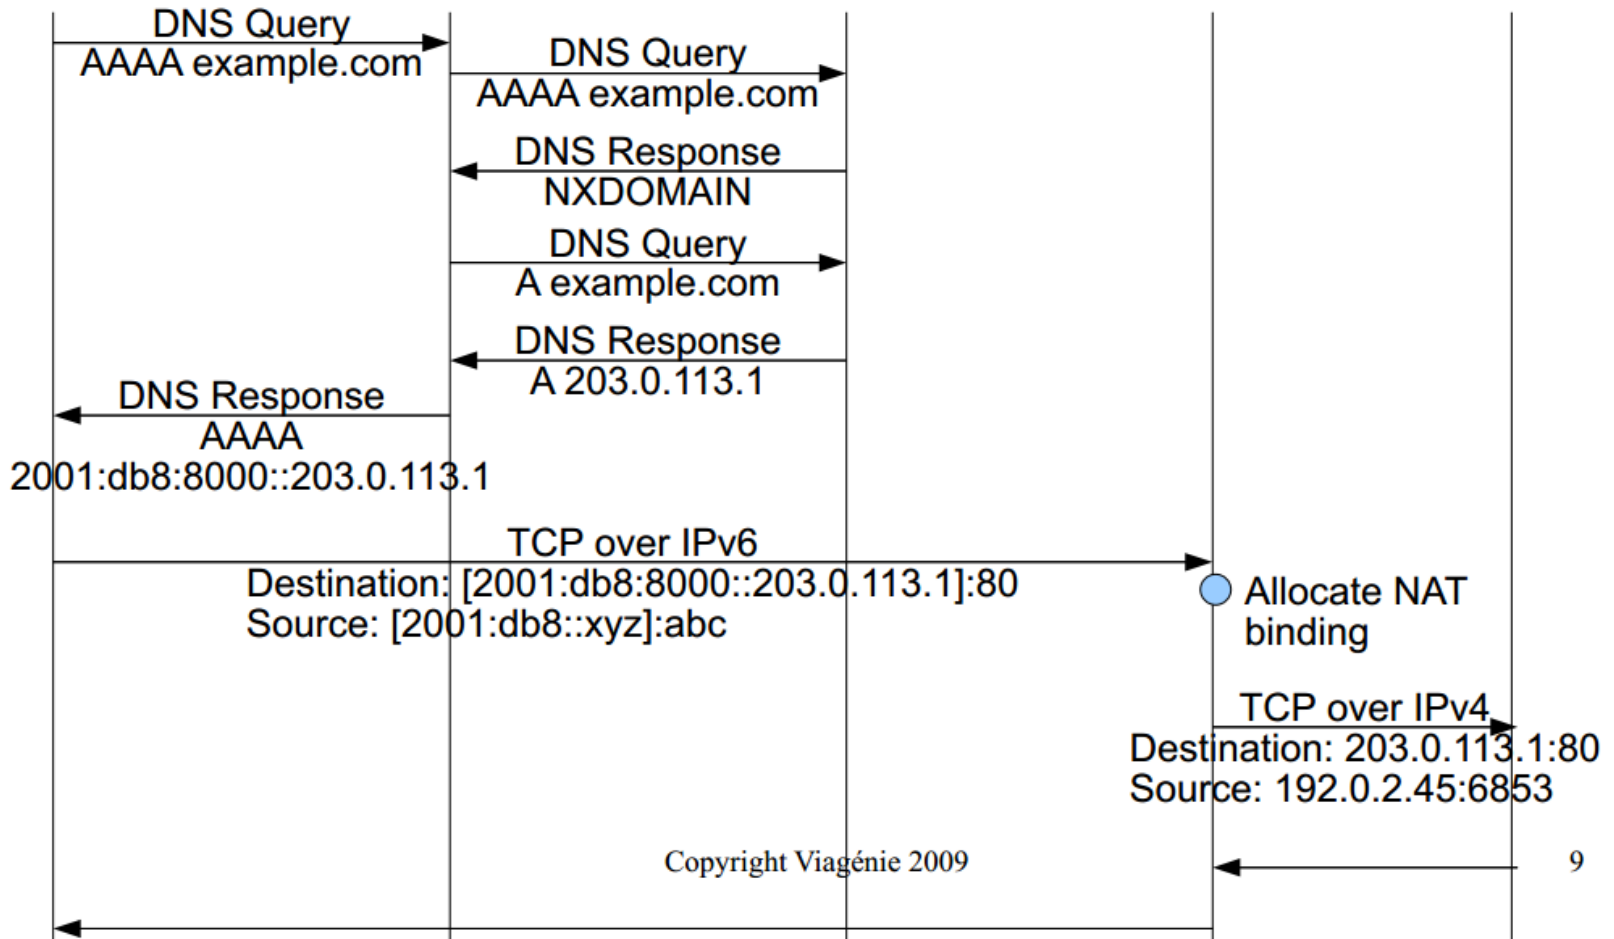 DNS Query
AAAA example.com
DNS Query
AAAA example.com
DNS Response
NXDOMAIN
DNS Query
A example.com
DNS Response
A 203.0.113.1
DNS Response
AAAA
2001:db8:8000::203.0.113.1
TCP over IPv6
Destination: [2001:db8:8000::203.0.113.1]:80
Source: [2001:db8::xyz]:abc
Allocate NAT
binding
TCP over IPv4
Destination: 203.0.113.1:80
Source: 192.0.2.45:6853
Copyright Viagénie 2009
9